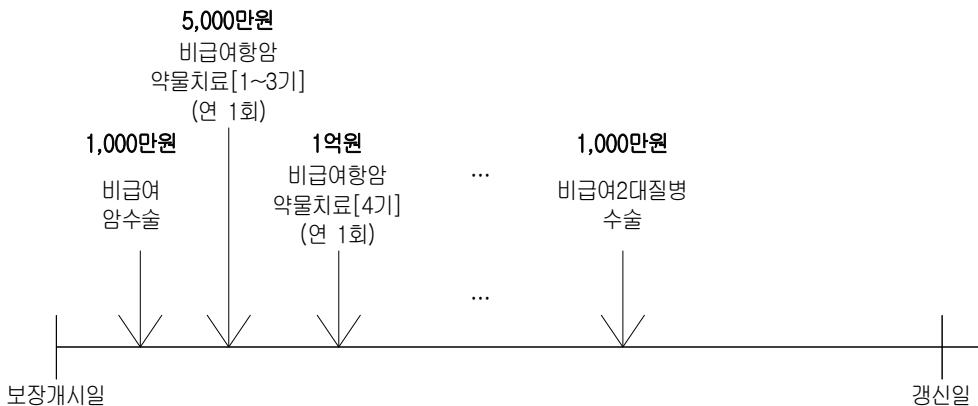 5,000만원
비급여항암
약물치료[1~3기]
(연 1회)
1,000만원
비급여
암수술
1억원
비급여항암
약물치료[4기]
(연 1회)
...
...
1,000만원
비급여2대질병
수술
보장개시일
갱신일